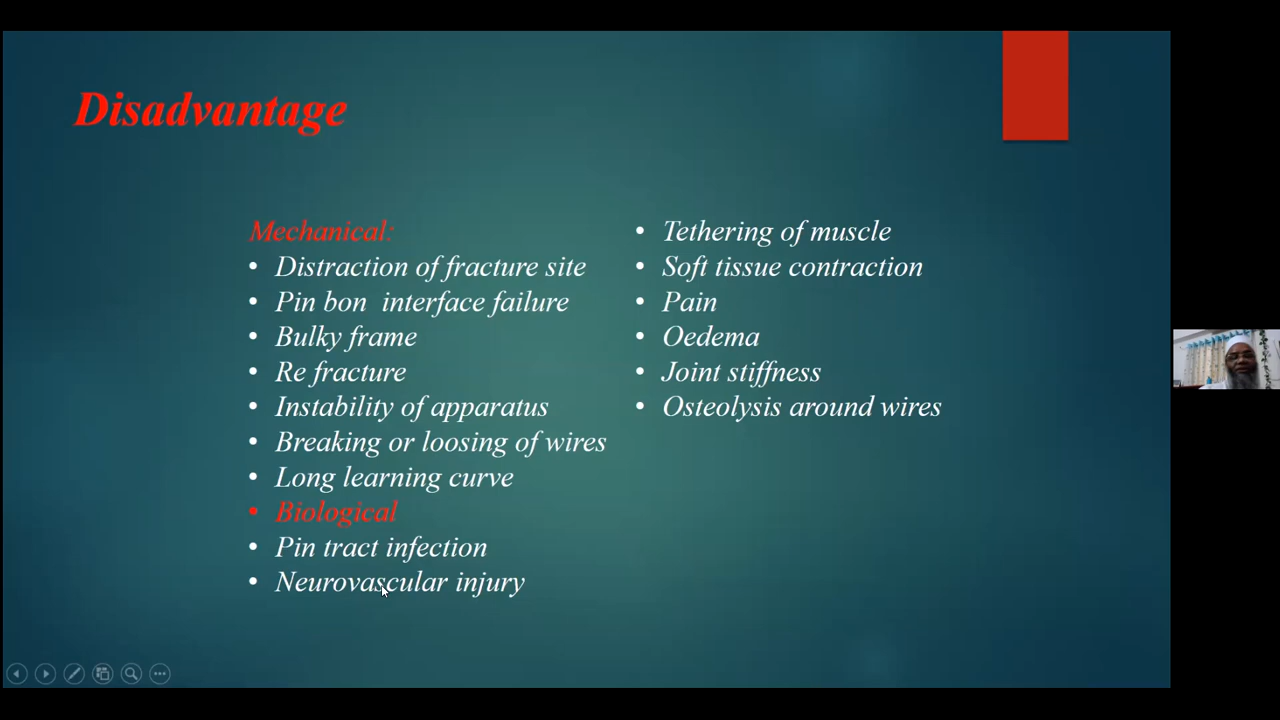 Disadvantage
Mechanical:
• Distraction of fracture site
• Pin bon interface failure
• Bulky frame
• Re fracture
• Instability of apparatus
• Breaking or loosing of wires
• Long learning curve
• Biological
• Pin tract infection
• Neurovascular injury
• Tethering of muscle
• Soft tissue contraction
• Pain
• Oedema
• Joint stiffness
• Osteolysis around wires